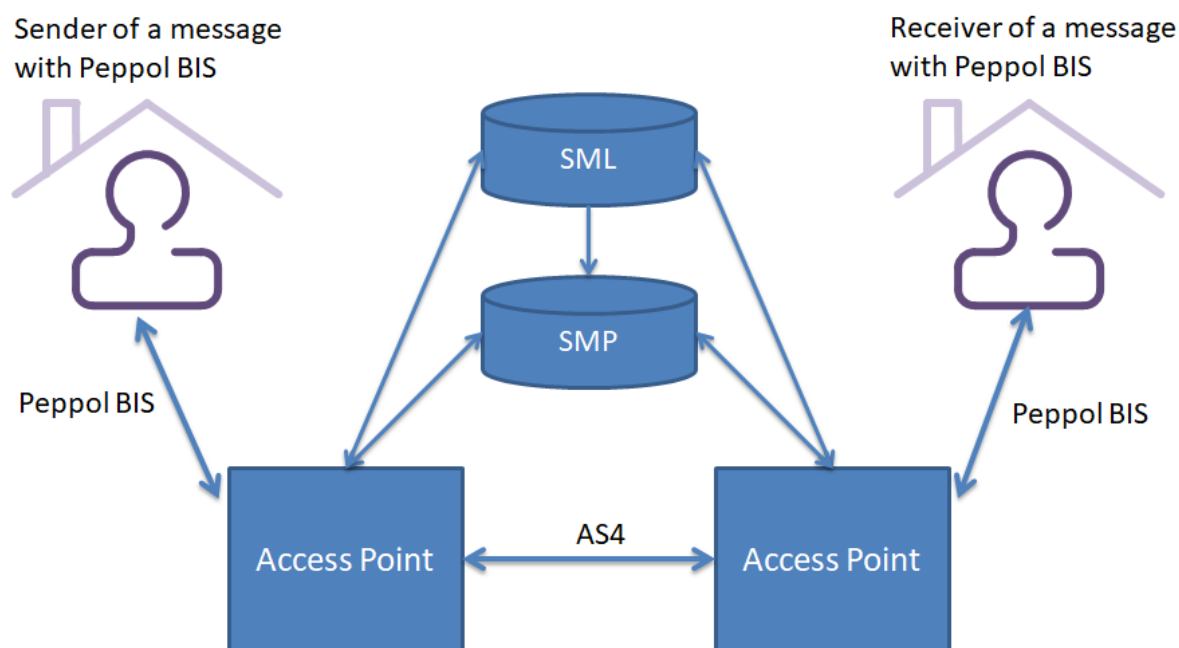 Sender of a message
with Peppol BIS
Receiver of a message
with Peppol BIS
SML
SMP
Peppol BIS
Peppol BIS
AS4
Access Point
Access Point